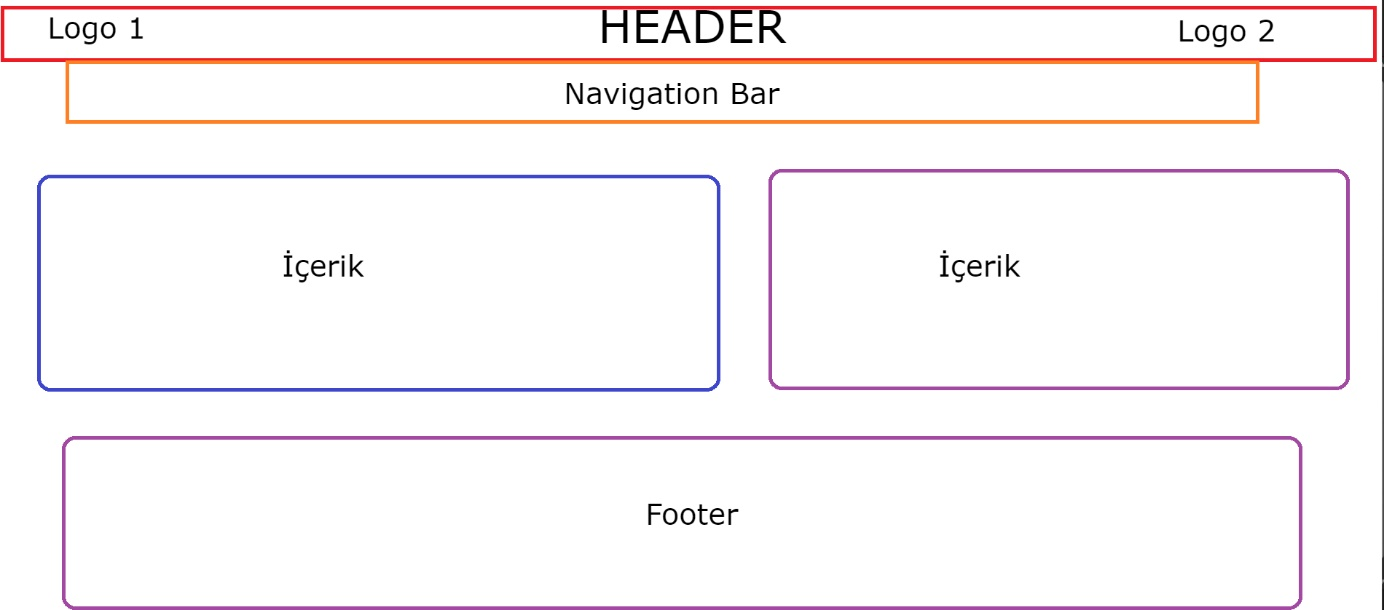 Logo 1
HEADER
Logo 2
Navigation Bar
İçerik
İçerik
Footer